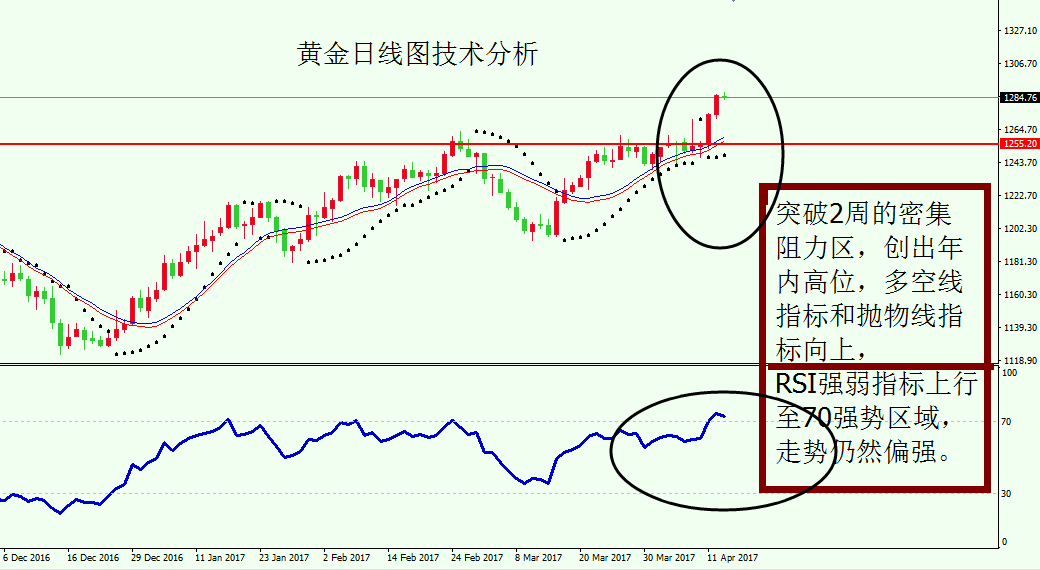 黄金日线图技术分析
1327.10
1306.70
1284.76
1264.70
1255.20
1243.70
1222.70
1202.30
1181.30
1160.30
1139.30
1118.90
突破2周的密集
阻力区，创出年
内高位，多空线
指标和抛物线指
标向上，
RSI强弱指标上行
至70强势区域，
走势仍然偏强。
100
70
30
0
6 Dec 2016
16 Dec 2016
29 Dec 2016
11 Jan 2017
23 Jan 2017
2 Feb 2017
14 Feb 2017
24 Feb 2017
8 Mar 2017
20 Mar 2017
30 Mar 2017
11 Apr 2017